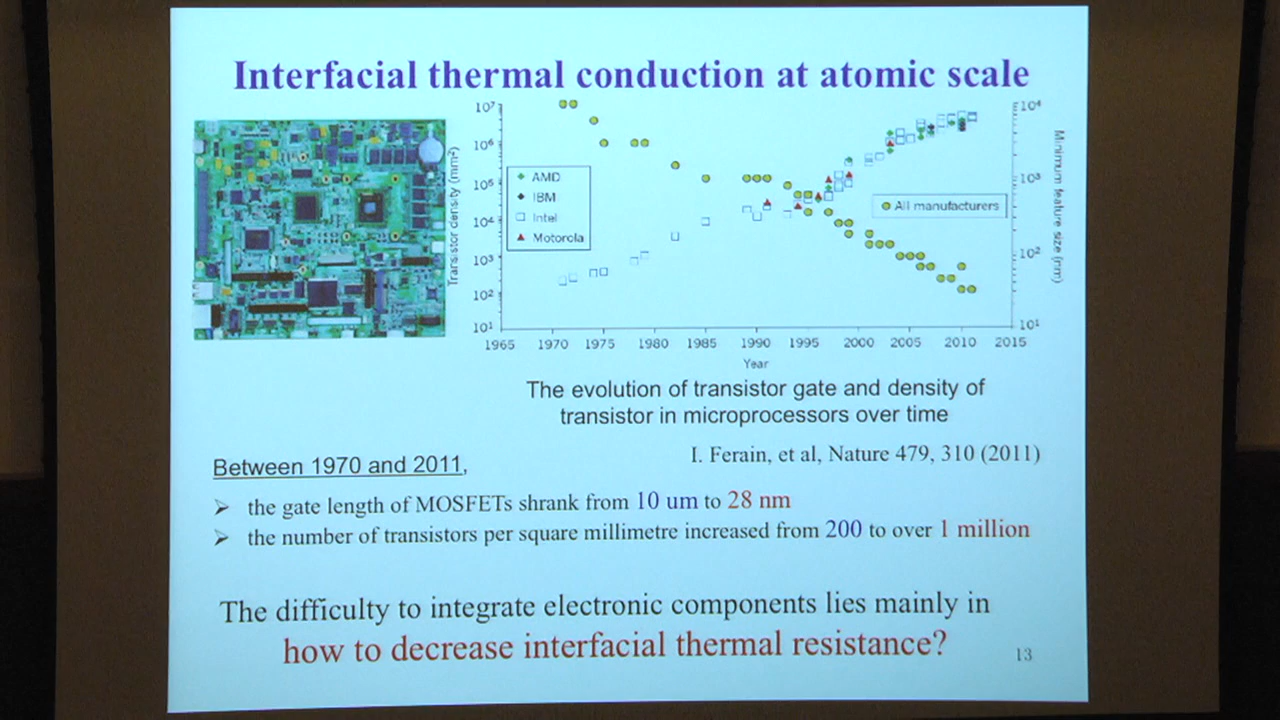 Interfacial thermal conduction at atomic scale
Transistor density (mm²)
10⁷
10⁶
10⁵
10⁴
10³
10²
10¹
AMD
IBM
Intel
Motorola
All manufacturers
10⁴
10³
10²
10¹
Minimum feature size (nm)
1965 1970 1975 1980 1985 1990 1995 2000 2005 2010 2015
Year
The evolution of transistor gate and density of
transistor in microprocessors over time
I. Ferain, et al, Nature 479, 310 (2011)
Between 1970 and 2011,
➢ the gate length of MOSFETs shrank from 10 um to 28 nm
➢ the number of transistors per square millimetre increased from 200 to over 1 million
The difficulty to integrate electronic components lies mainly in
how to decrease interfacial thermal resistance?
13